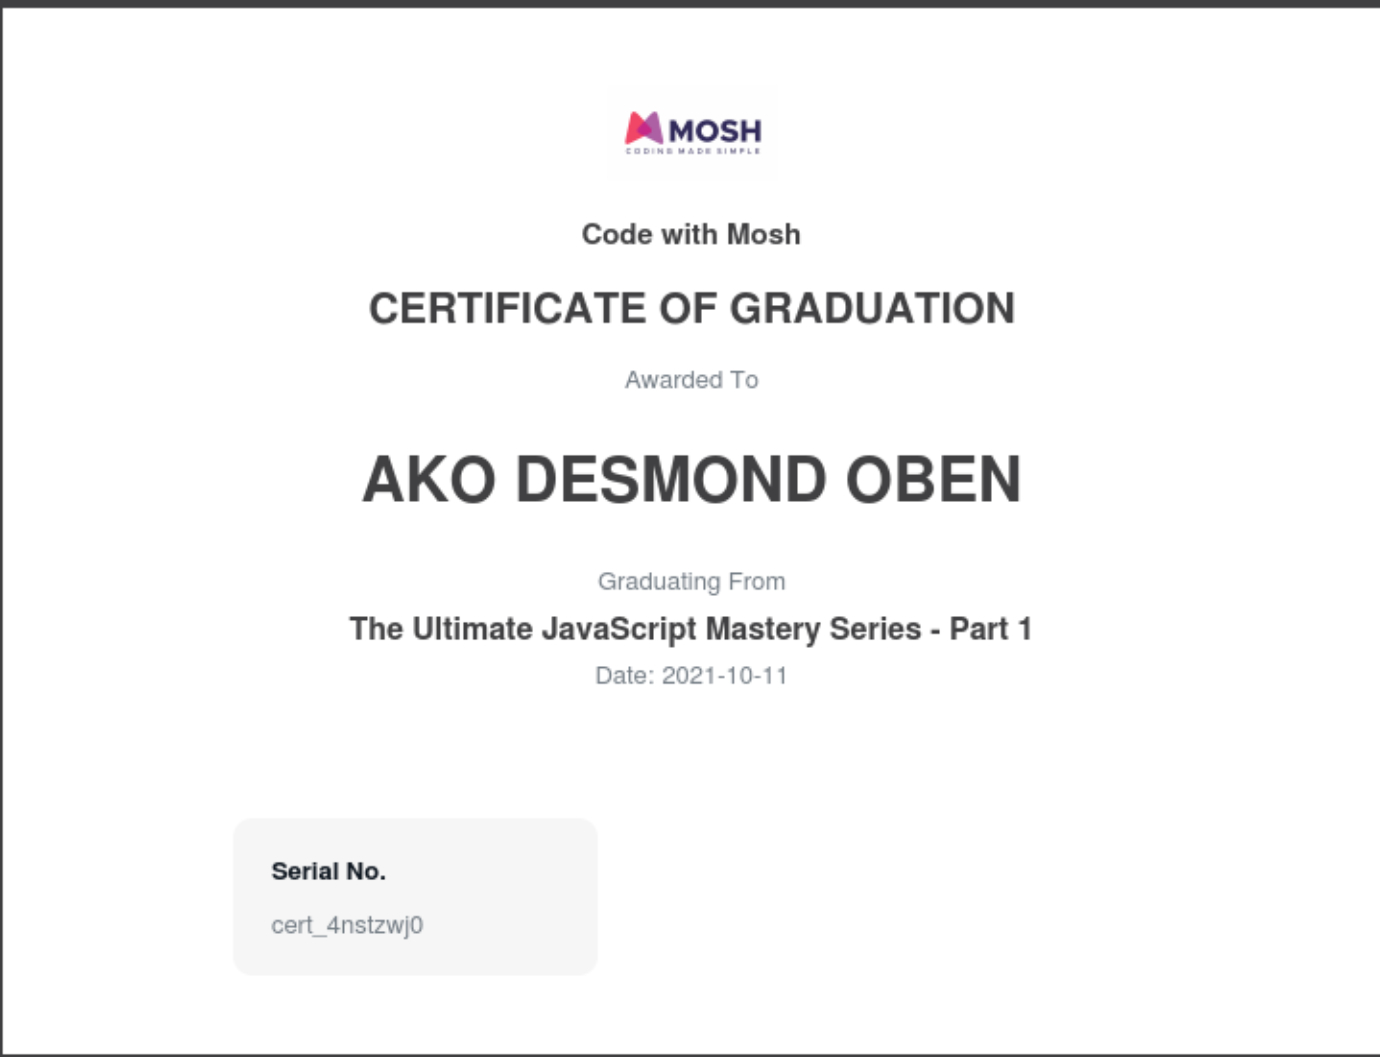 MOSH
CODING MADE SIMPLE
Code with Mosh
CERTIFICATE OF GRADUATION
Awarded To
AKO DESMOND OBEN
Graduating From
The Ultimate JavaScript Mastery Series - Part 1
Date: 2021-10-11
Serial No.
cert_4nstzwj0